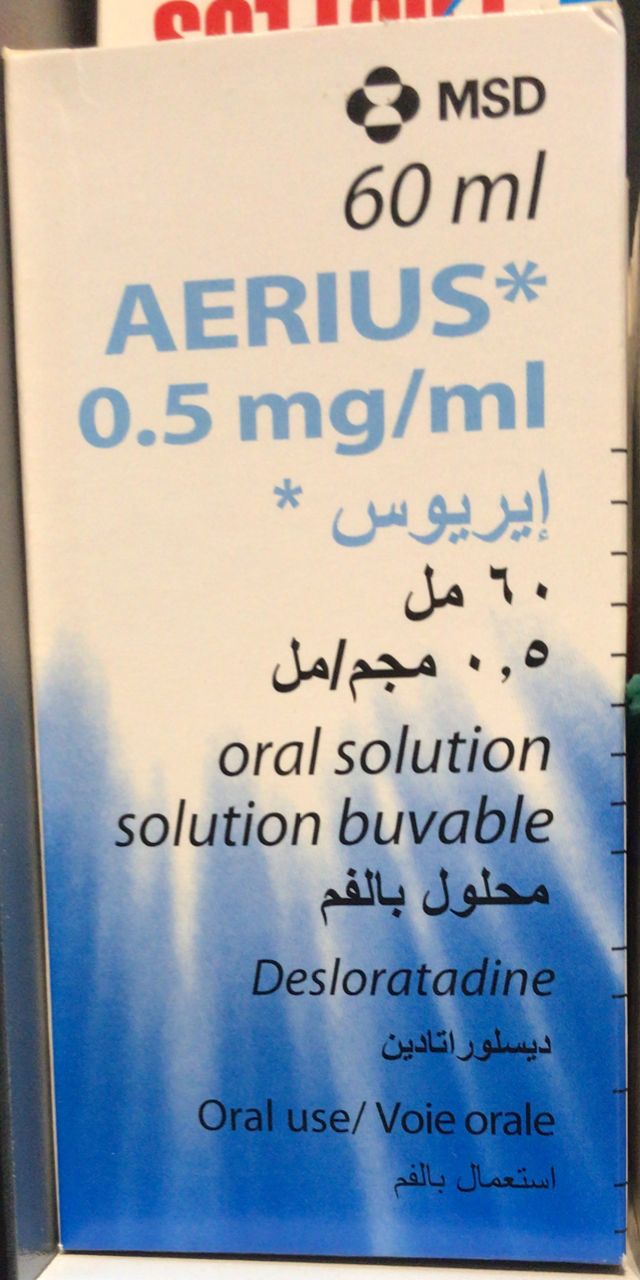 MSD
60 ml
AERIUS*
0.5 mg/ml
إيريوس *
٦٠ مل
٠,٥ مجم/مل
oral solution
solution buvable
محلول بالفم
Desloratadine
ديسلوراتادين
Oral use/ Voie orale
استعمال بالفم